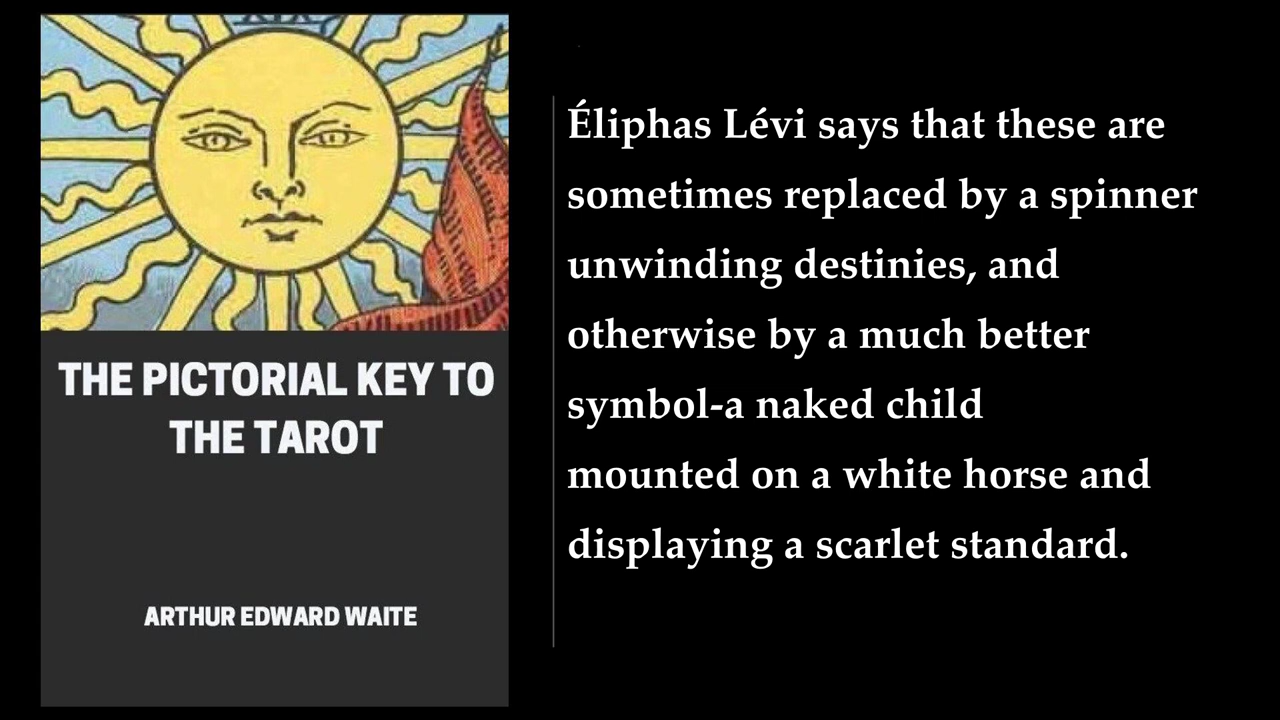 XIX
THE PICTORIAL KEY TO
THE TAROT
ARTHUR EDWARD WAITE
Éliphas Lévi says that these are
sometimes replaced by a spinner
unwinding destinies, and
otherwise by a much better
symbol-a naked child
mounted on a white horse and
displaying a scarlet standard.